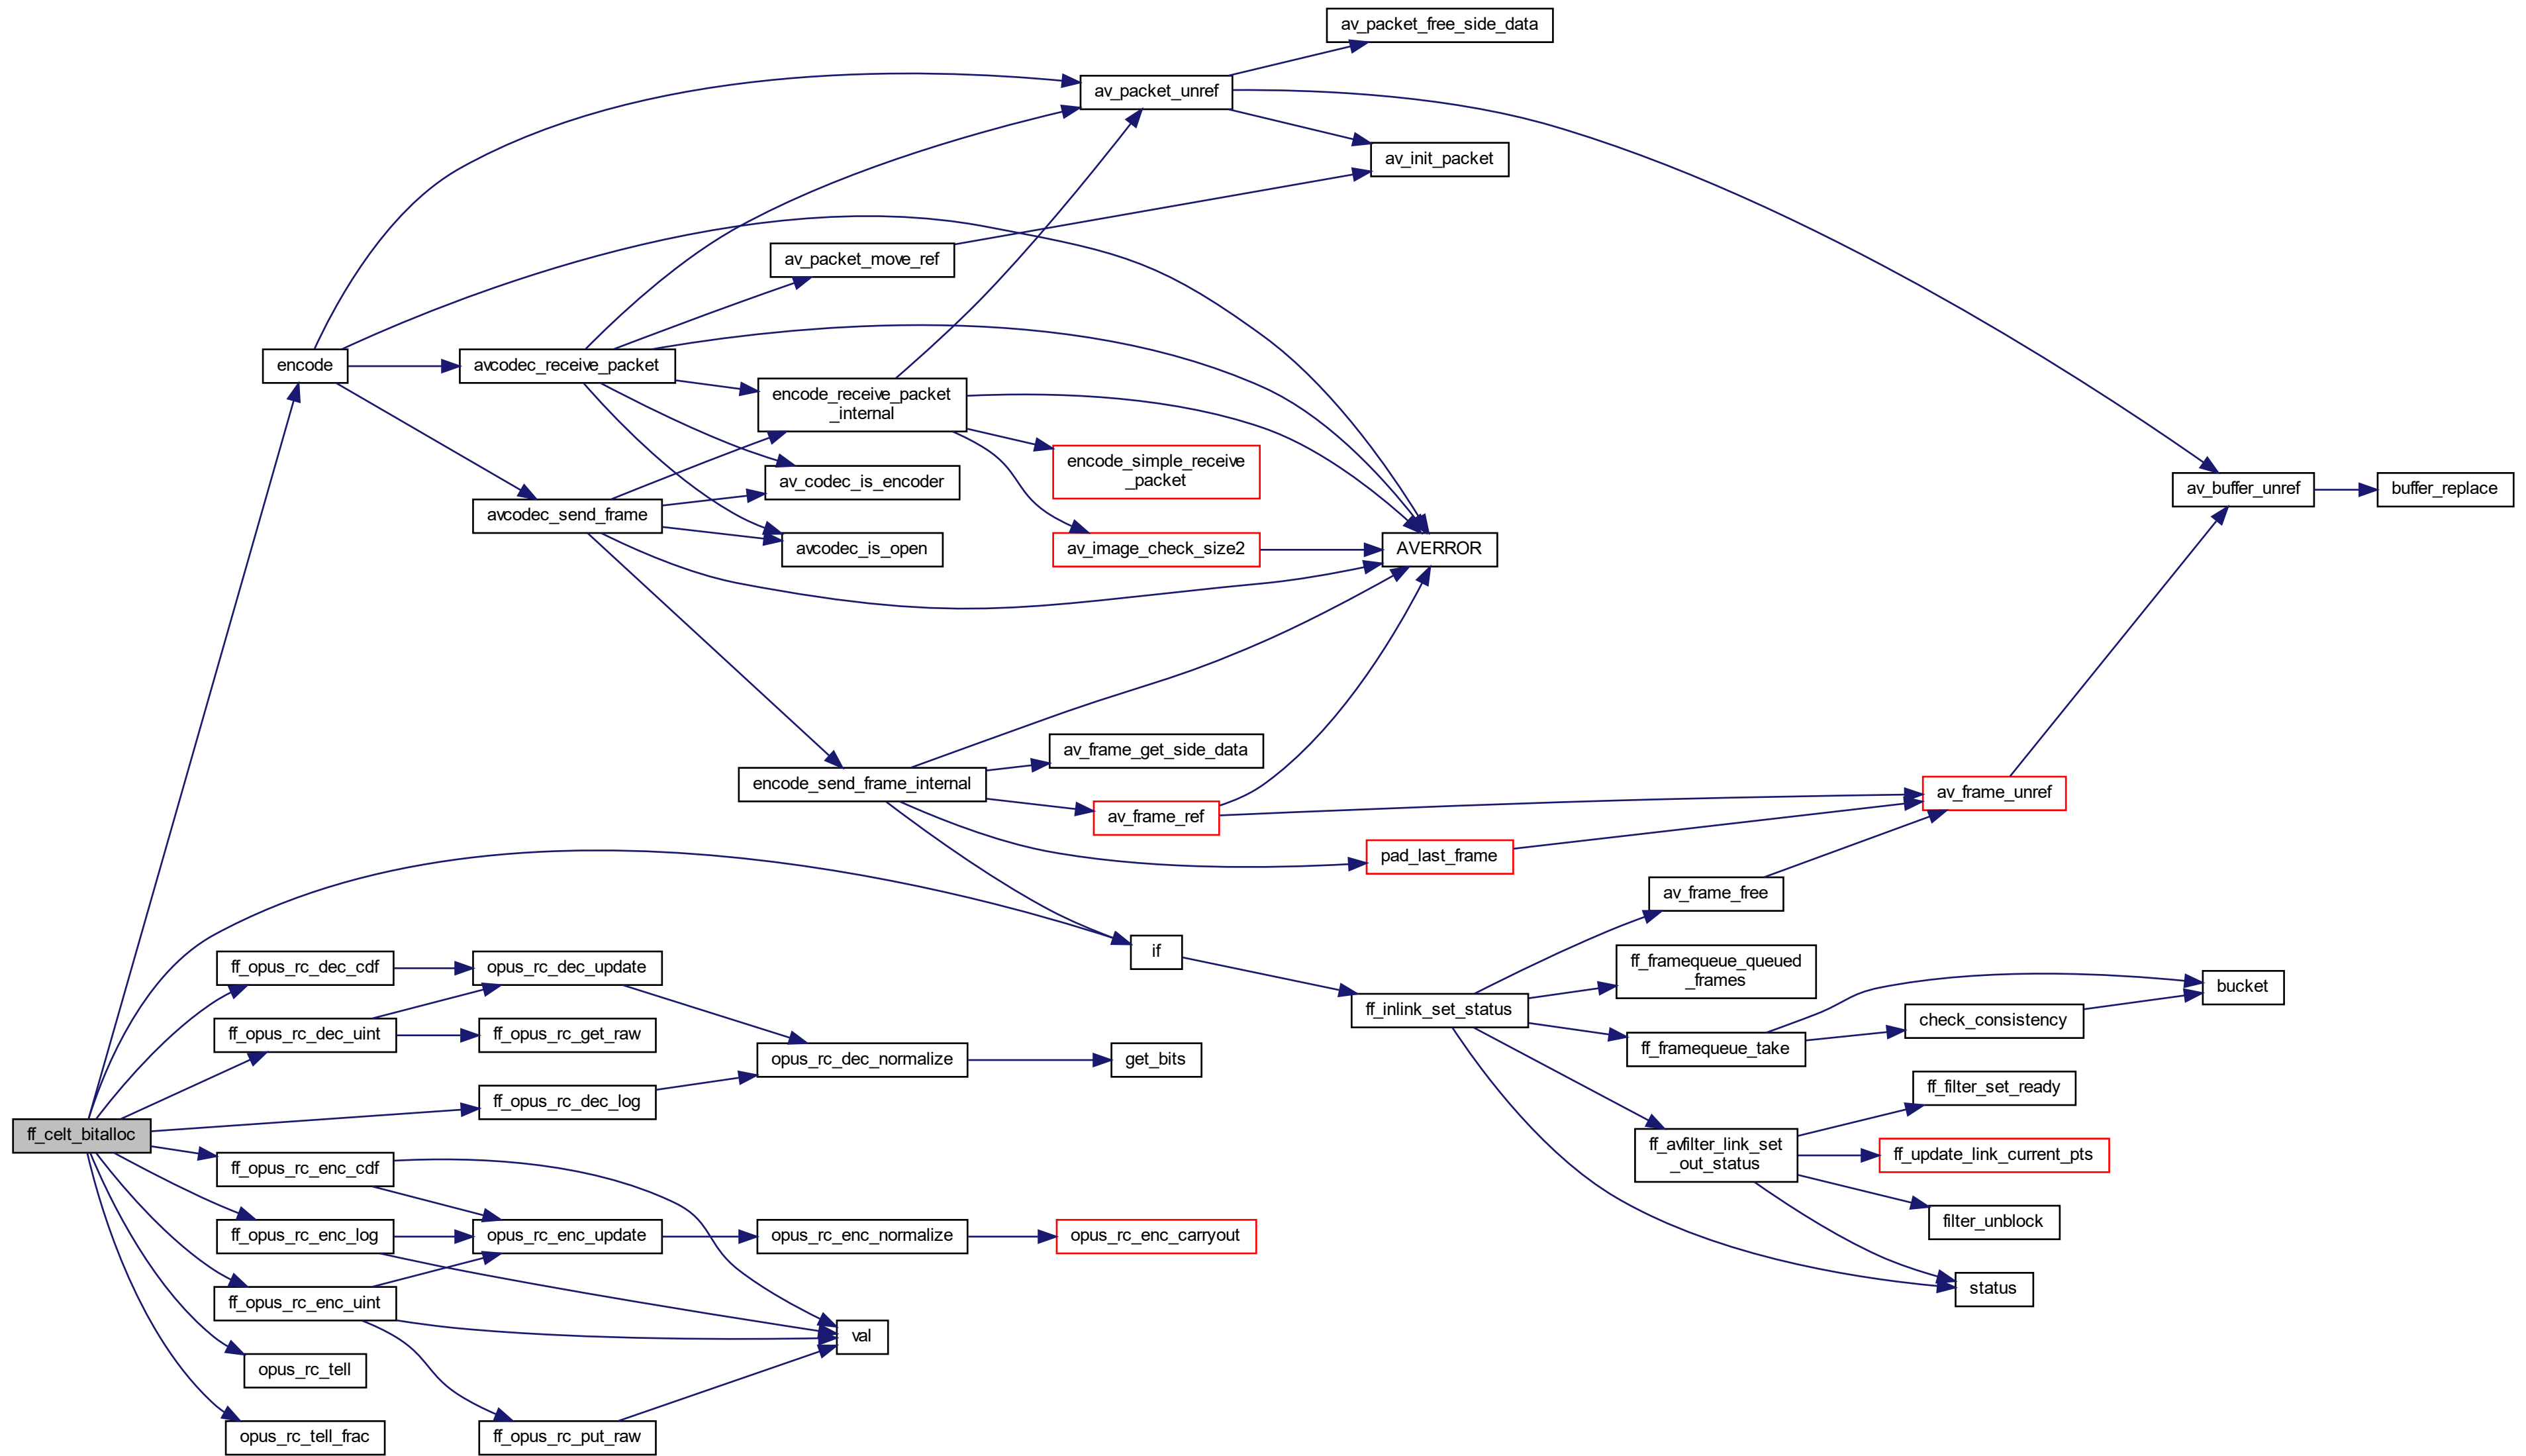 av_packet_free_side_data
av_packet_unref
av_init_packet
av_packet_move_ref
encode
avcodec_receive_packet
encode_receive_packet
_internal
encode_simple_receive
_packet
av_codec_is_encoder
av_buffer_unref
buffer_replace
avcodec_send_frame
avcodec_is_open
av_image_check_size2
AVERROR
av_frame_get_side_data
encode_send_frame_internal
av_frame_ref
av_frame_unref
pad_last_frame
av_frame_free
if
ff_opus_rc_dec_cdf
opus_rc_dec_update
ff_framequeue_queued
_frames
bucket
ff_inlink_set_status
check_consistency
ff_opus_rc_dec_uint
ff_opus_rc_get_raw
ff_framequeue_take
opus_rc_dec_normalize
get_bits
ff_filter_set_ready
ff_opus_rc_dec_log
ff_celt_bitalloc
ff_avfilter_link_set
_out_status
ff_update_link_current_pts
ff_opus_rc_enc_cdf
filter_unblock
ff_opus_rc_enc_log
opus_rc_enc_update
opus_rc_enc_normalize
opus_rc_enc_carryout
status
ff_opus_rc_enc_uint
val
opus_rc_tell
opus_rc_tell_frac
ff_opus_rc_put_raw